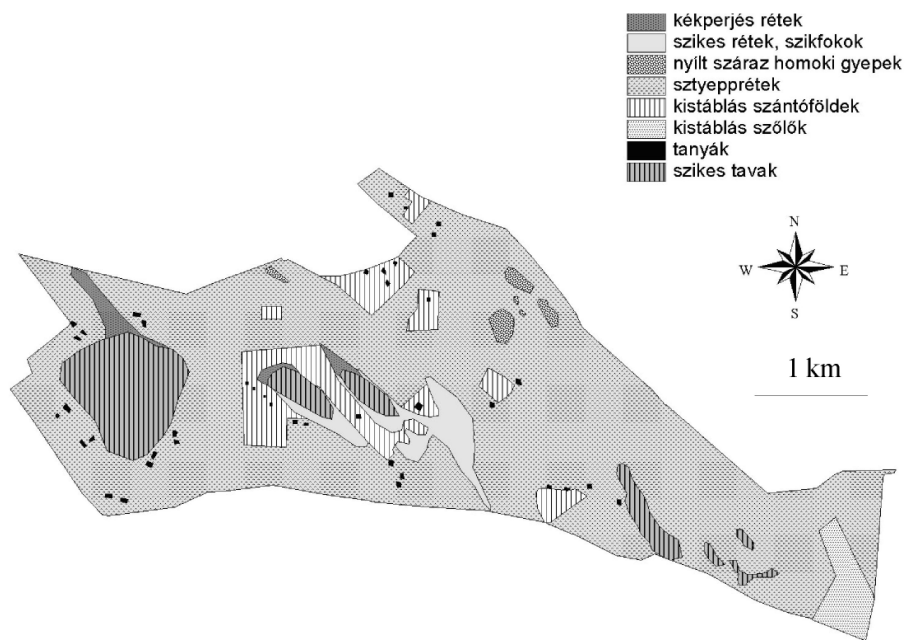 kékperjés rétek
szikes rétek, szikfokok
nyílt száraz homoki gyepek
sztyepprétek
kistáblás szántóföldek
kistáblás szőlők
tanyák
szikes tavak
N
W E
S
1 km